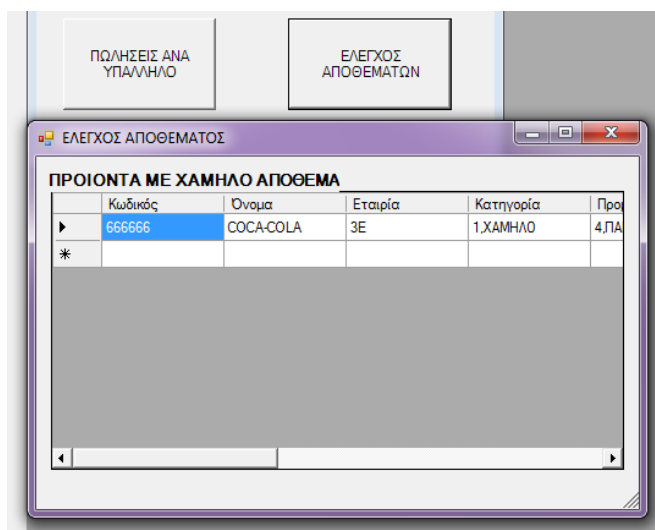 ΠΩΛΗΣΕΙΣ ΑΝΑ
ΥΠΑΛΛΗΛΟ
ΕΛΕΓΧΟΣ
ΑΠΟΘΕΜΑΤΩΝ
ΕΛΕΓΧΟΣ ΑΠΟΘΕΜΑΤΟΣ
ΠΡΟΙΟΝΤΑ ΜΕ ΧΑΜΗΛΟ ΑΠΟΘΕΜΑ
Κωδικός Όνομα Εταιρία Κατηγορία
666666 COCA-COLA 3Ε 1,ΧΑΜΗΛΟ